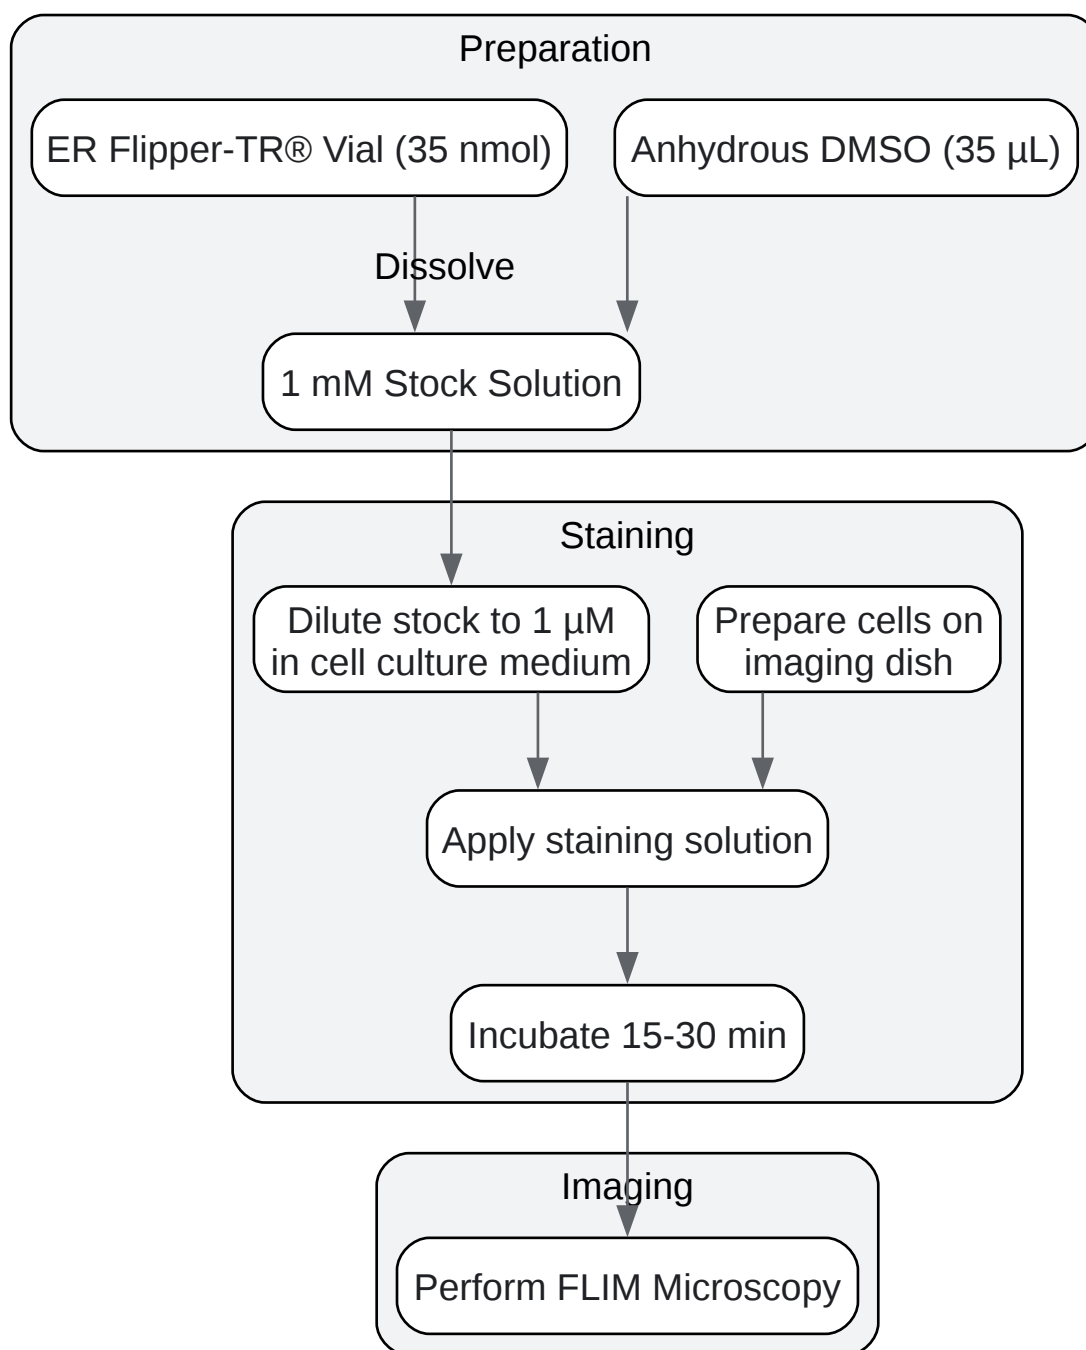 Preparation
ER Flipper-TR® Vial (35 nmol)
Anhydrous DMSO (35 µL)
Dissolve
1 mM Stock Solution
Staining
Dilute stock to 1 µM
in cell culture medium
Prepare cells on
imaging dish
Apply staining solution
Incubate 15-30 min
Imaging
Perform FLIM Microscopy